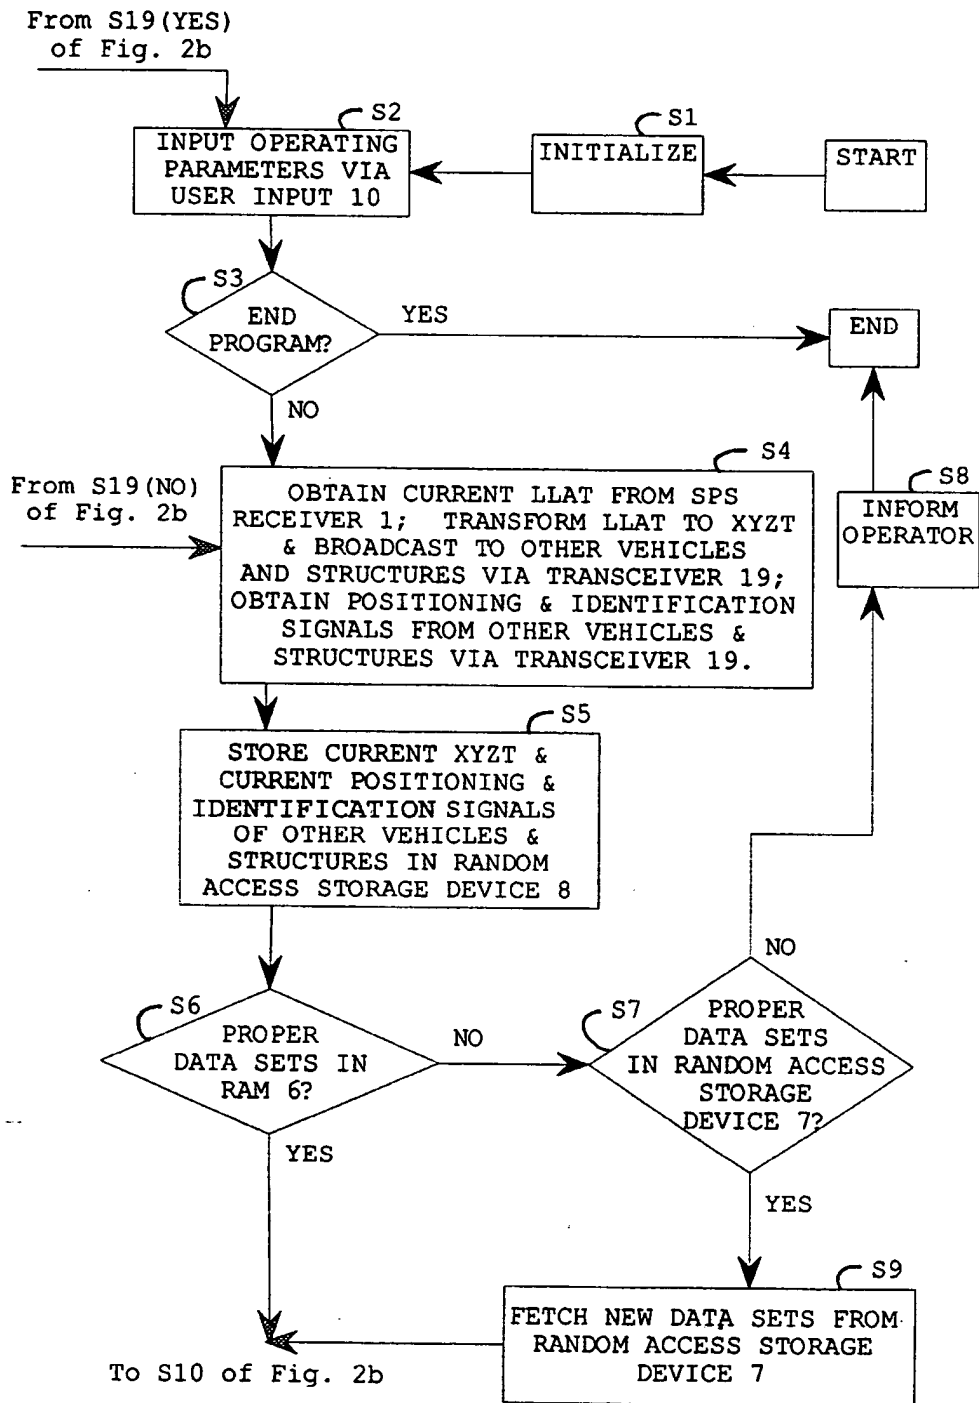 From S19(YES)
of Fig. 2b
S2
INPUT OPERATING
PARAMETERS VIA
USER INPUT 10
S1
INITIALIZE
START
S3
END
PROGRAM?
YES
END
NO
S4
From S19(NO)
of Fig. 2b
OBTAIN CURRENT LLAT FROM SPS
RECEIVER 1; TRANSFORM LLAT TO XYZT
& BROADCAST TO OTHER VEHICLES
AND STRUCTURES VIA TRANSCEIVER 19;
OBTAIN POSITIONING & IDENTIFICATION
SIGNALS FROM OTHER VEHICLES &
STRUCTURES VIA TRANSCEIVER 19.
S8
INFORM
OPERATOR
S5
STORE CURRENT XYZT &
CURRENT POSITIONING &
IDENTIFICATION SIGNALS
OF OTHER VEHICLES &
STRUCTURES IN RANDOM
ACCESS STORAGE DEVICE 8
S6
PROPER
DATA SETS IN
RAM 6?
NO
YES
S7
PROPER
DATA SETS
IN RANDOM ACCESS
STORAGE
DEVICE 7?
NO
YES
S9
FETCH NEW DATA SETS FROM
RANDOM ACCESS STORAGE
DEVICE 7
To S10 of Fig. 2b